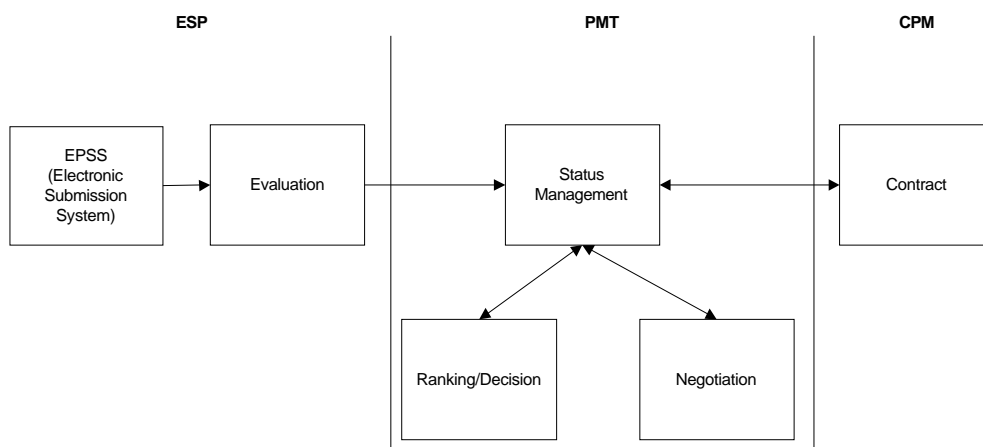 ESP
PMT
CPM
EPSS
(Electronic
Submission
System)
Evaluation
Status
Management
Contract
Ranking/Decision
Negotiation